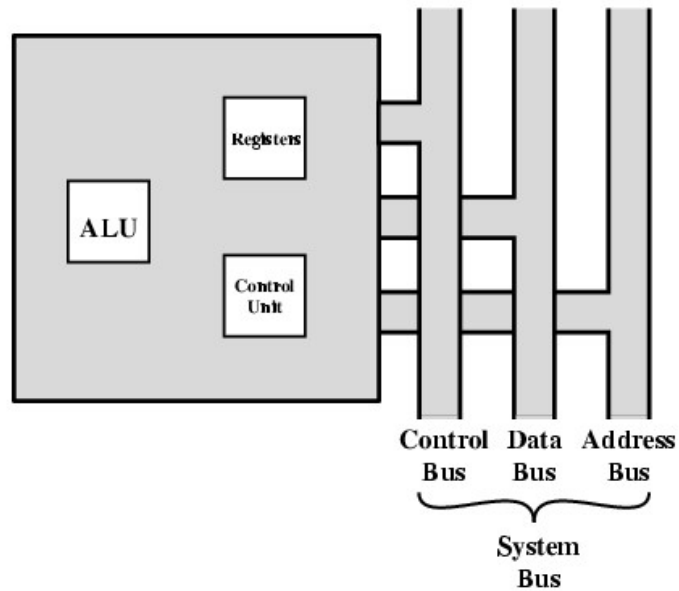 Registers
ALU
Control
Unit
Control Data Address
Bus Bus Bus
System
Bus